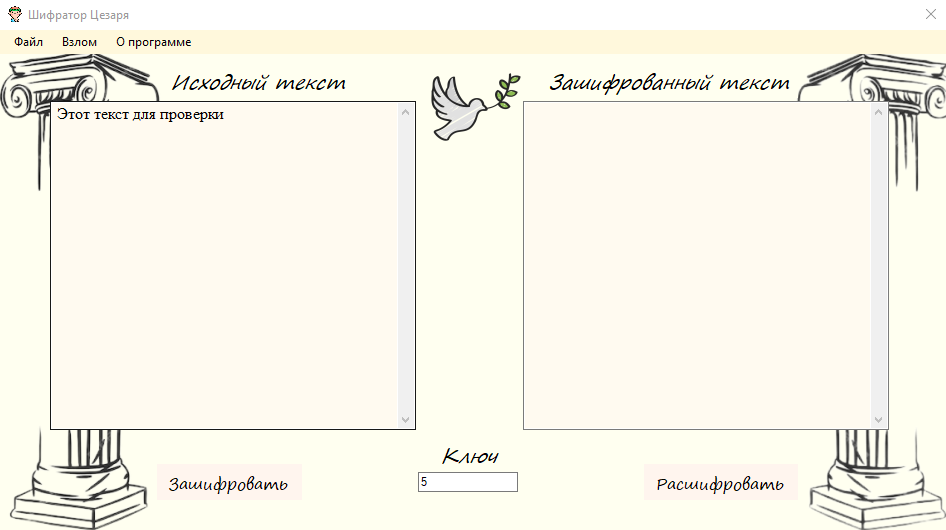 Шифратор Цезаря
Файл Взлом О программе
Исходный текст
Зашифрованный текст
Этот текст для проверки
Ключ
5
Зашифровать
Расшифровать